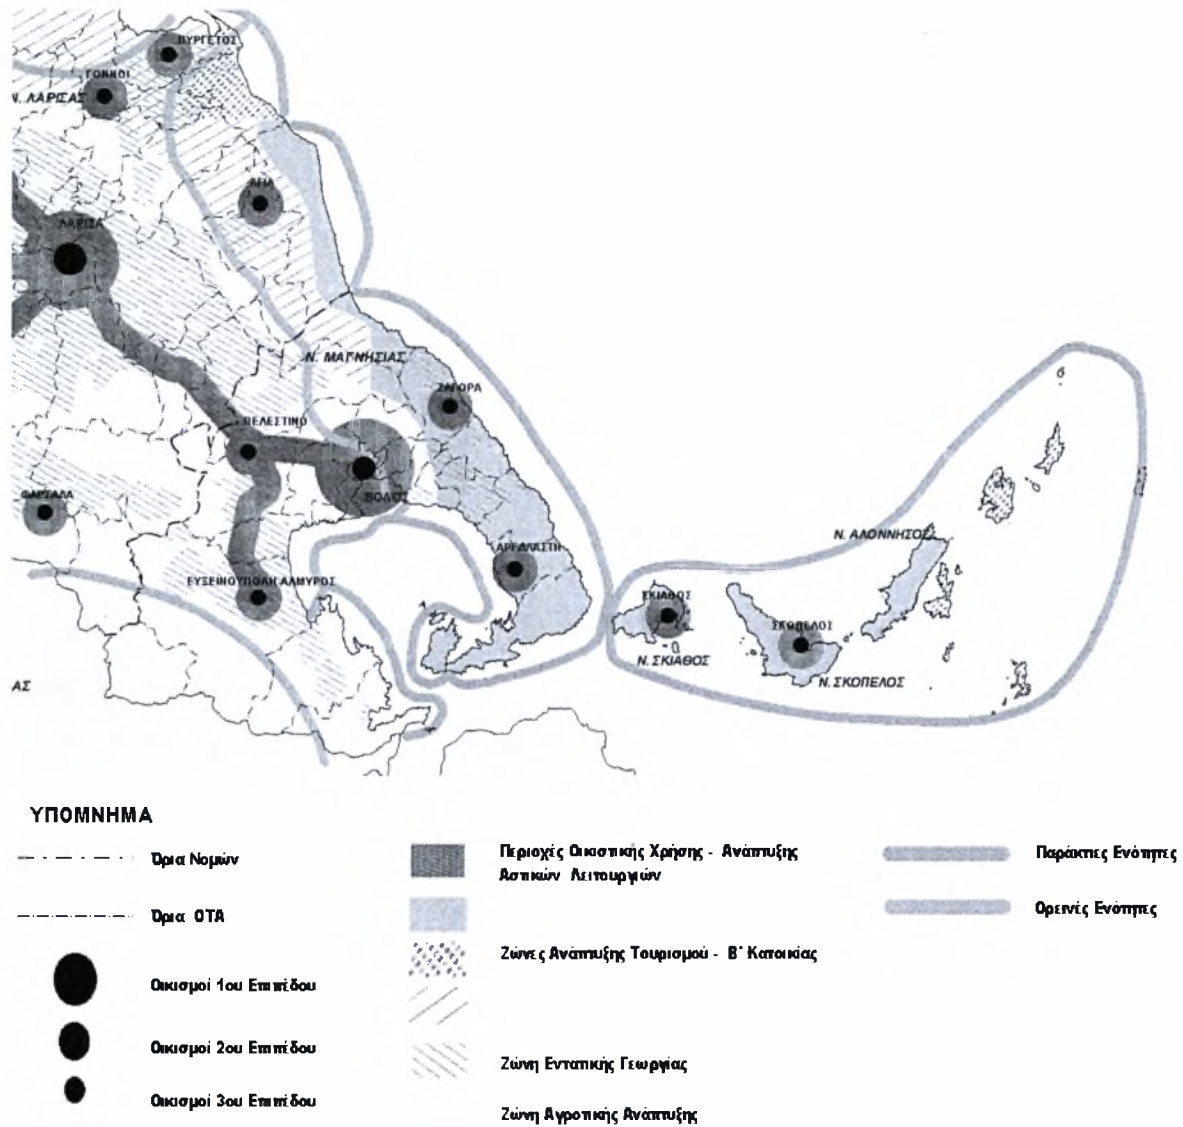 ΠΥΡΓΕΤΟΣ
ΓΟΝΝΟΙ
Ν. ΛΑΡΙΣΑΣ
ΑΓΙΑ
ΛΑΡΙΣΑ
Ν. ΜΑΓΝΗΣΙΑΣ
ΖΑΓΟΡΑ
ΒΕΛΕΣΤΙΝΟ
ΒΟΛΟΣ
ΦΑΡΣΑΛΑ
Ν. ΑΛΟΝΝΗΣΟΣ
ΑΡΓΑΛΑΣΤΗ
ΕΥΞΕΙΝΟΥΠΟΛΗ ΑΛΜΥΡΟΣ
ΣΚΙΑΘΟΣ
ΣΚΟΠΕΛΟΣ
Ν. ΣΚΙΑΘΟΣ
Ν. ΣΚΟΠΕΛΟΣ
ΑΣ
ΥΠΟΜΝΗΜΑ
Όρια Νομών
Όρια ΟΤΑ
Οικισμοί 1ου Επιπέδου
Οικισμοί 2ου Επιπέδου
Οικισμοί 3ου Επιπέδου
Περιοχές Οικιστικής Χρήσης - Ανάπτυξης
Αστικών Λειτουργιών
Ζώνες Ανάπτυξης Τουρισμού - Β' Κατοικίας
Ζώνη Εντατικής Γεωργίας
Ζώνη Αγροτικής Ανάπτυξης
Παράκτιες Ενότητες
Ορεινές Ενότητες